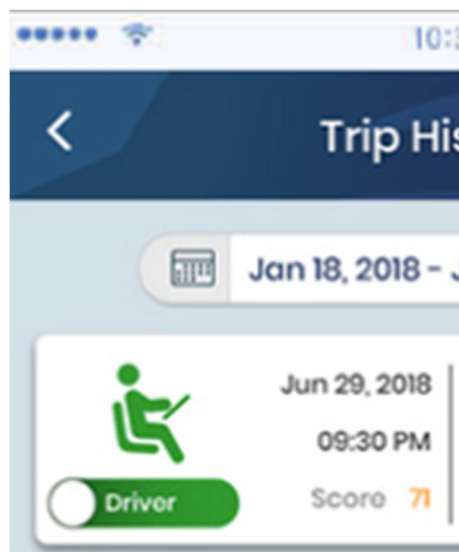 10:3
Trip His
Jan 18, 2018 - J
Jun 29, 2018
09:30 PM
Driver
Score 71